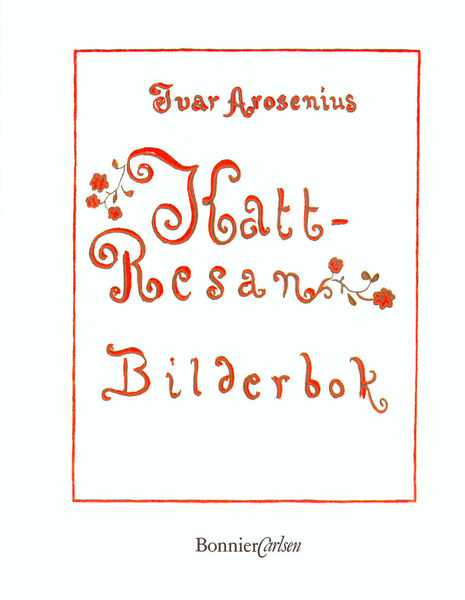 Ivar Arosenius
Katt-
Resan
Bilderbok
BonnierCarlsen